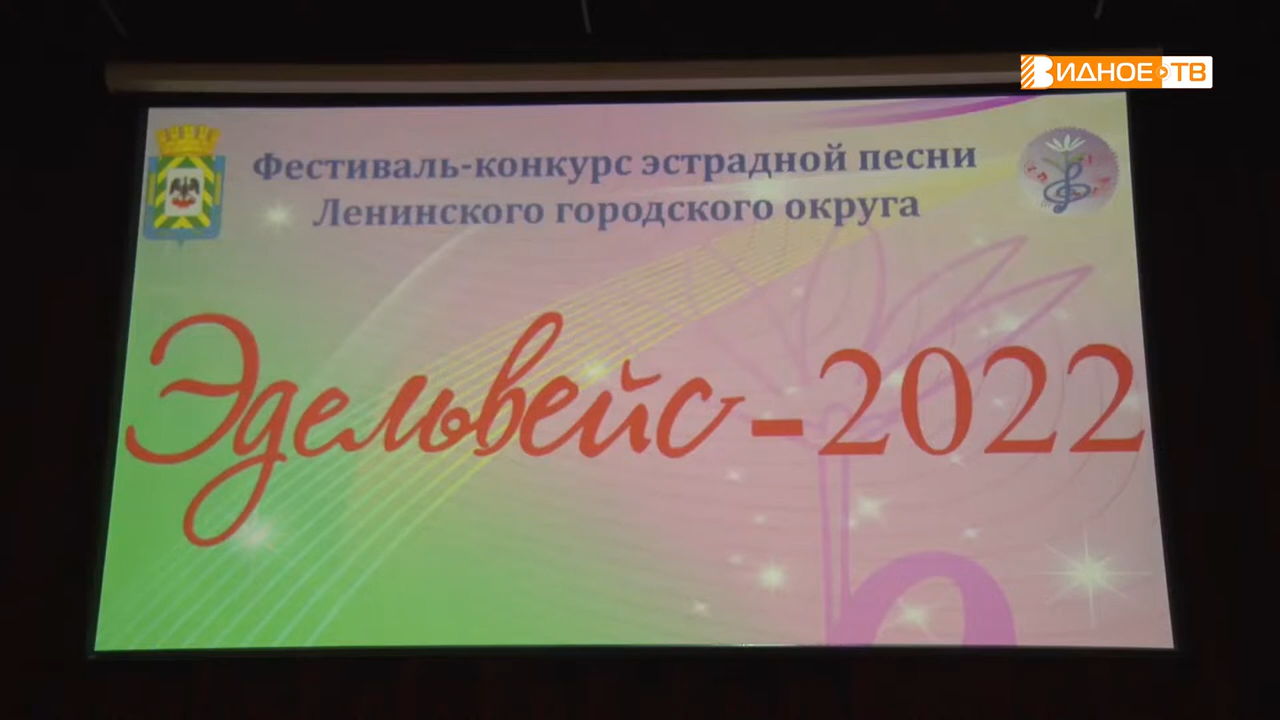 ВИДНОЕ ТВ
Фестиваль-конкурс эстрадной песни
Ленинского городского округа
Эдельвейс-2022